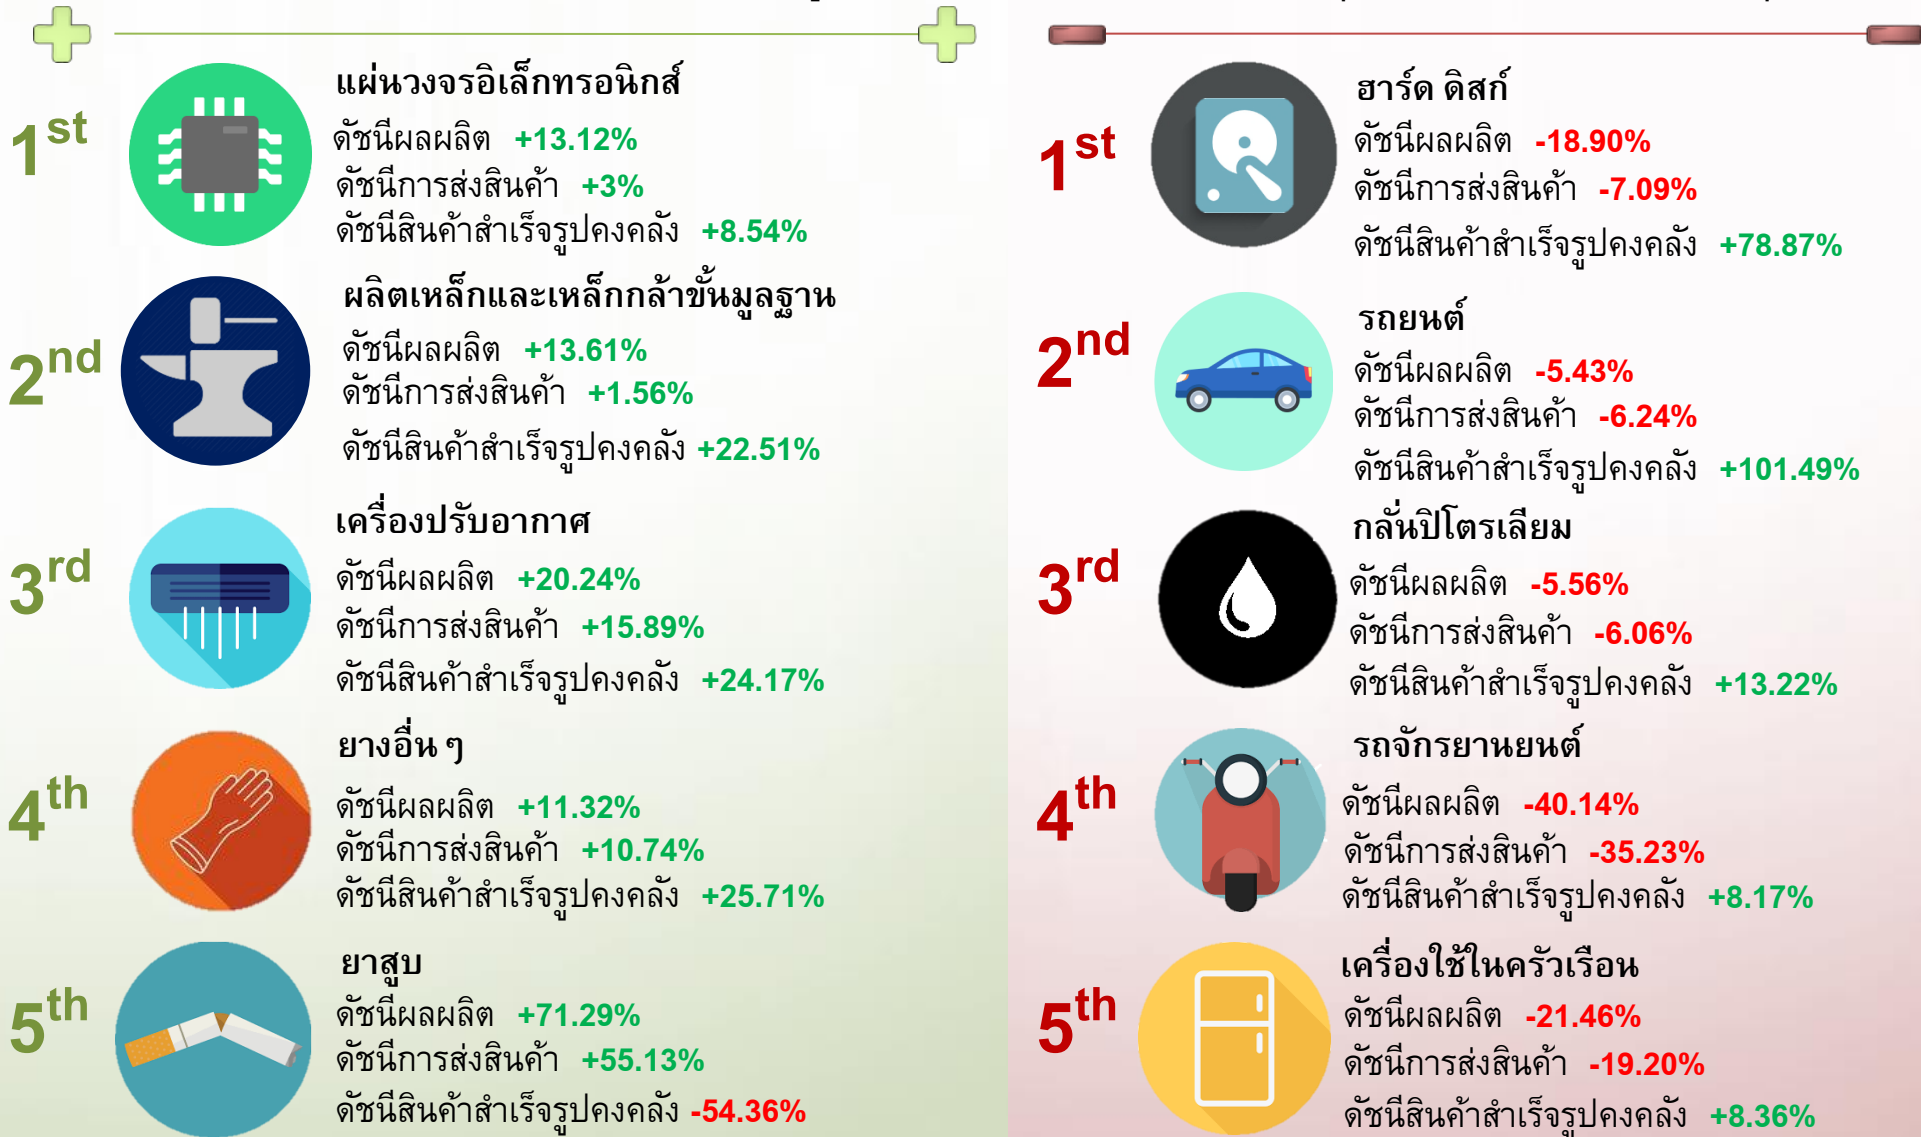 1st
แผ่นวงจรอิเล็กทรอนิกส์
ดัชนีผลผลิต +13.12%
ดัชนีการส่งสินค้า +3%
ดัชนีสินค้าสำเร็จรูปคงคลัง +8.54%
2nd
ผลิตเหล็กและเหล็กกล้าขั้นมูลฐาน
ดัชนีผลผลิต +13.61%
ดัชนีการส่งสินค้า +1.56%
ดัชนีสินค้าสำเร็จรูปคงคลัง +22.51%
3rd
เครื่องปรับอากาศ
ดัชนีผลผลิต +20.24%
ดัชนีการส่งสินค้า +15.89%
ดัชนีสินค้าสำเร็จรูปคงคลัง +24.17%
4th
ยางอื่น ๆ
ดัชนีผลผลิต +11.32%
ดัชนีการส่งสินค้า +10.74%
ดัชนีสินค้าสำเร็จรูปคงคลัง +25.71%
5th
ยาสูบ
ดัชนีผลผลิต +71.29%
ดัชนีการส่งสินค้า +55.13%
ดัชนีสินค้าสำเร็จรูปคงคลัง -54.36%
1st
ฮาร์ด ดิสก์
ดัชนีผลผลิต -18.90%
ดัชนีการส่งสินค้า -7.09%
ดัชนีสินค้าสำเร็จรูปคงคลัง +78.87%
2nd
รถยนต์
ดัชนีผลผลิต -5.43%
ดัชนีการส่งสินค้า -6.24%
ดัชนีสินค้าสำเร็จรูปคงคลัง +101.49%
3rd
กลั่นปิโตรเลียม
ดัชนีผลผลิต -5.56%
ดัชนีการส่งสินค้า -6.06%
ดัชนีสินค้าสำเร็จรูปคงคลัง +13.22%
4th
รถจักรยานยนต์
ดัชนีผลผลิต -40.14%
ดัชนีการส่งสินค้า -35.23%
ดัชนีสินค้าสำเร็จรูปคงคลัง +8.17%
5th
เครื่องใช้ในครัวเรือน
ดัชนีผลผลิต -21.46%
ดัชนีการส่งสินค้า -19.20%
ดัชนีสินค้าสำเร็จรูปคงคลัง +8.36%